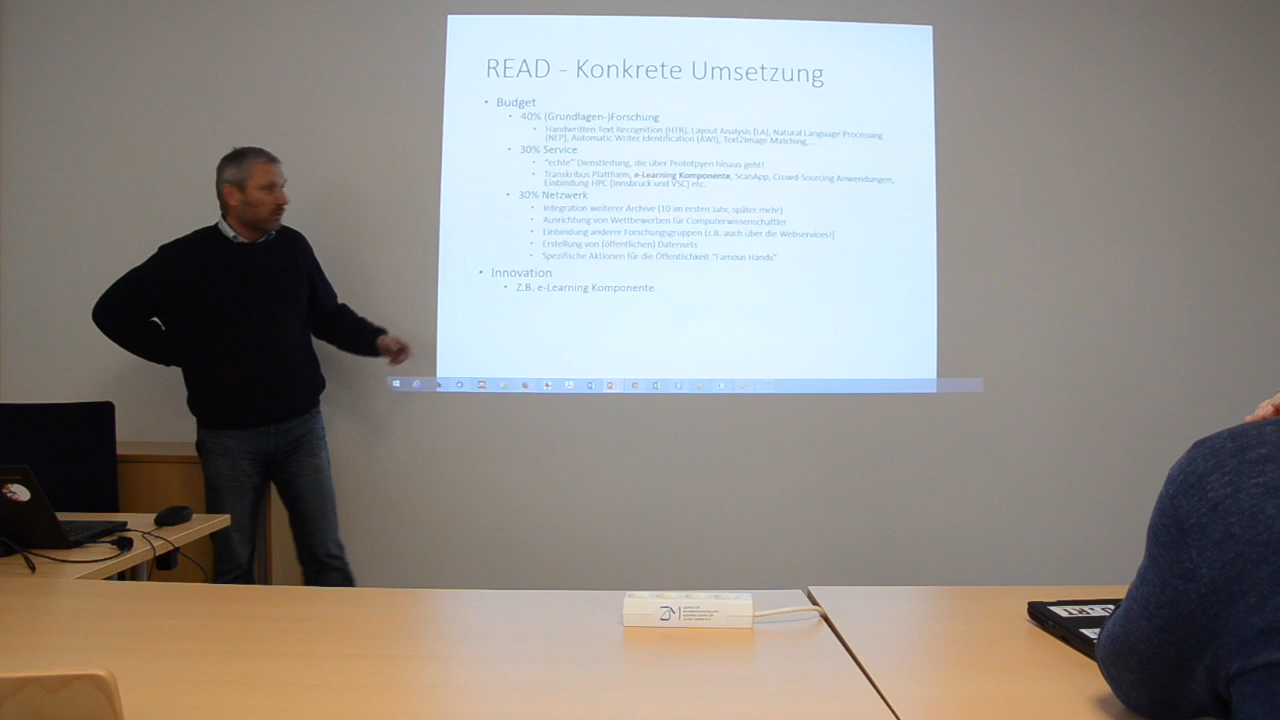 READ - Konkrete Umsetzung
• Budget
• 40% (Grundlagen-)Forschung
• Handwritten Text Recognition (HTR), Layout Analysis (LA), Natural Language Processing
(NLP), Automatic Writer Identification (AWI), Text2Image Matching, ...
• 30% Service
• "echte" Dienstleitung, die über Prototpyen hinaus geht!
• Transkribus Plattform, e-Learning Komponente, ScanApp, Crowd-Sourcing Anwendungen,
Einbindung HPC (Innsbruck und VSC) etc.
• 30% Netzwerk
• Integration weiterer Archive (10 im ersten Jahr, später mehr)
• Ausrichtung von Wettbewerben für Computerwissenschaftler
• Einbindung anderer Forschungsgruppen (z.B. auch über die Webservices!)
• Erstellung von (öffentlichen) Datensets
• Spezifische Aktionen für die Öffentlichkeit "Famous Hands"
• Innovation
• Z.B. e-Learning Komponente